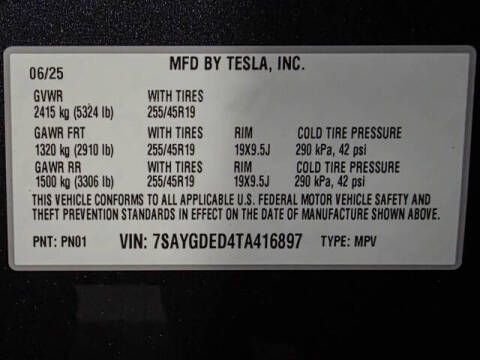 MFD BY TESLA, INC.
06/25
GVWR WITH TIRES
2415 kg (5324 lb) 255/45R19
GAWR FRT WITH TIRES RIM COLD TIRE PRESSURE
1320 kg (2910 lb) 255/45R19 19X9.5J 290 kPa, 42 psi
GAWR RR WITH TIRES RIM COLD TIRE PRESSURE
1500 kg (3306 lb) 255/45R19 19X9.5J 290 kPa, 42 psi
THIS VEHICLE CONFORMS TO ALL APPLICABLE U.S. FEDERAL MOTOR VEHICLE SAFETY AND
THEFT PREVENTION STANDARDS IN EFFECT ON THE DATE OF MANUFACTURE SHOWN ABOVE.
PNT: PN01 VIN: 7SAYGDED4TA416897 TYPE: MPV